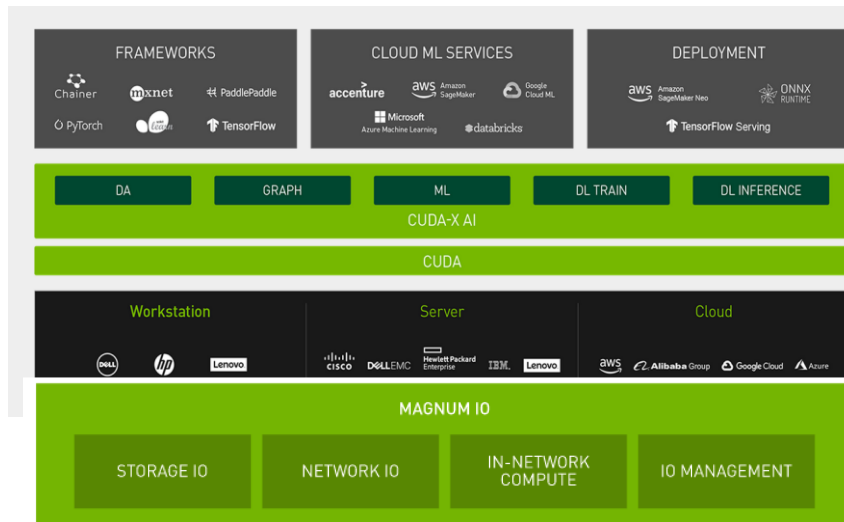 FRAMEWORKS
Chainer
mxnet
PaddlePaddle
PyTorch
learn
TensorFlow
CLOUD ML SERVICES
accenture
aws Amazon
SageMaker
Google
Cloud ML
Microsoft
Azure Machine Learning
databricks
DEPLOYMENT
aws Amazon
SageMaker Neo
ONNX
RUNTIME
TensorFlow Serving
DA
GRAPH
ML
DL TRAIN
DL INFERENCE
CUDA-X AI
CUDA
Workstation
Server
Cloud
DELL
hp
Lenovo
CISCO
DELLEMC
Hewlett Packard
Enterprise
IBM.
Lenovo
aws
Alibaba Group
Google Cloud
Azure
MAGNUM IO
STORAGE IO
NETWORK IO
IN-NETWORK
COMPUTE
IO MANAGEMENT